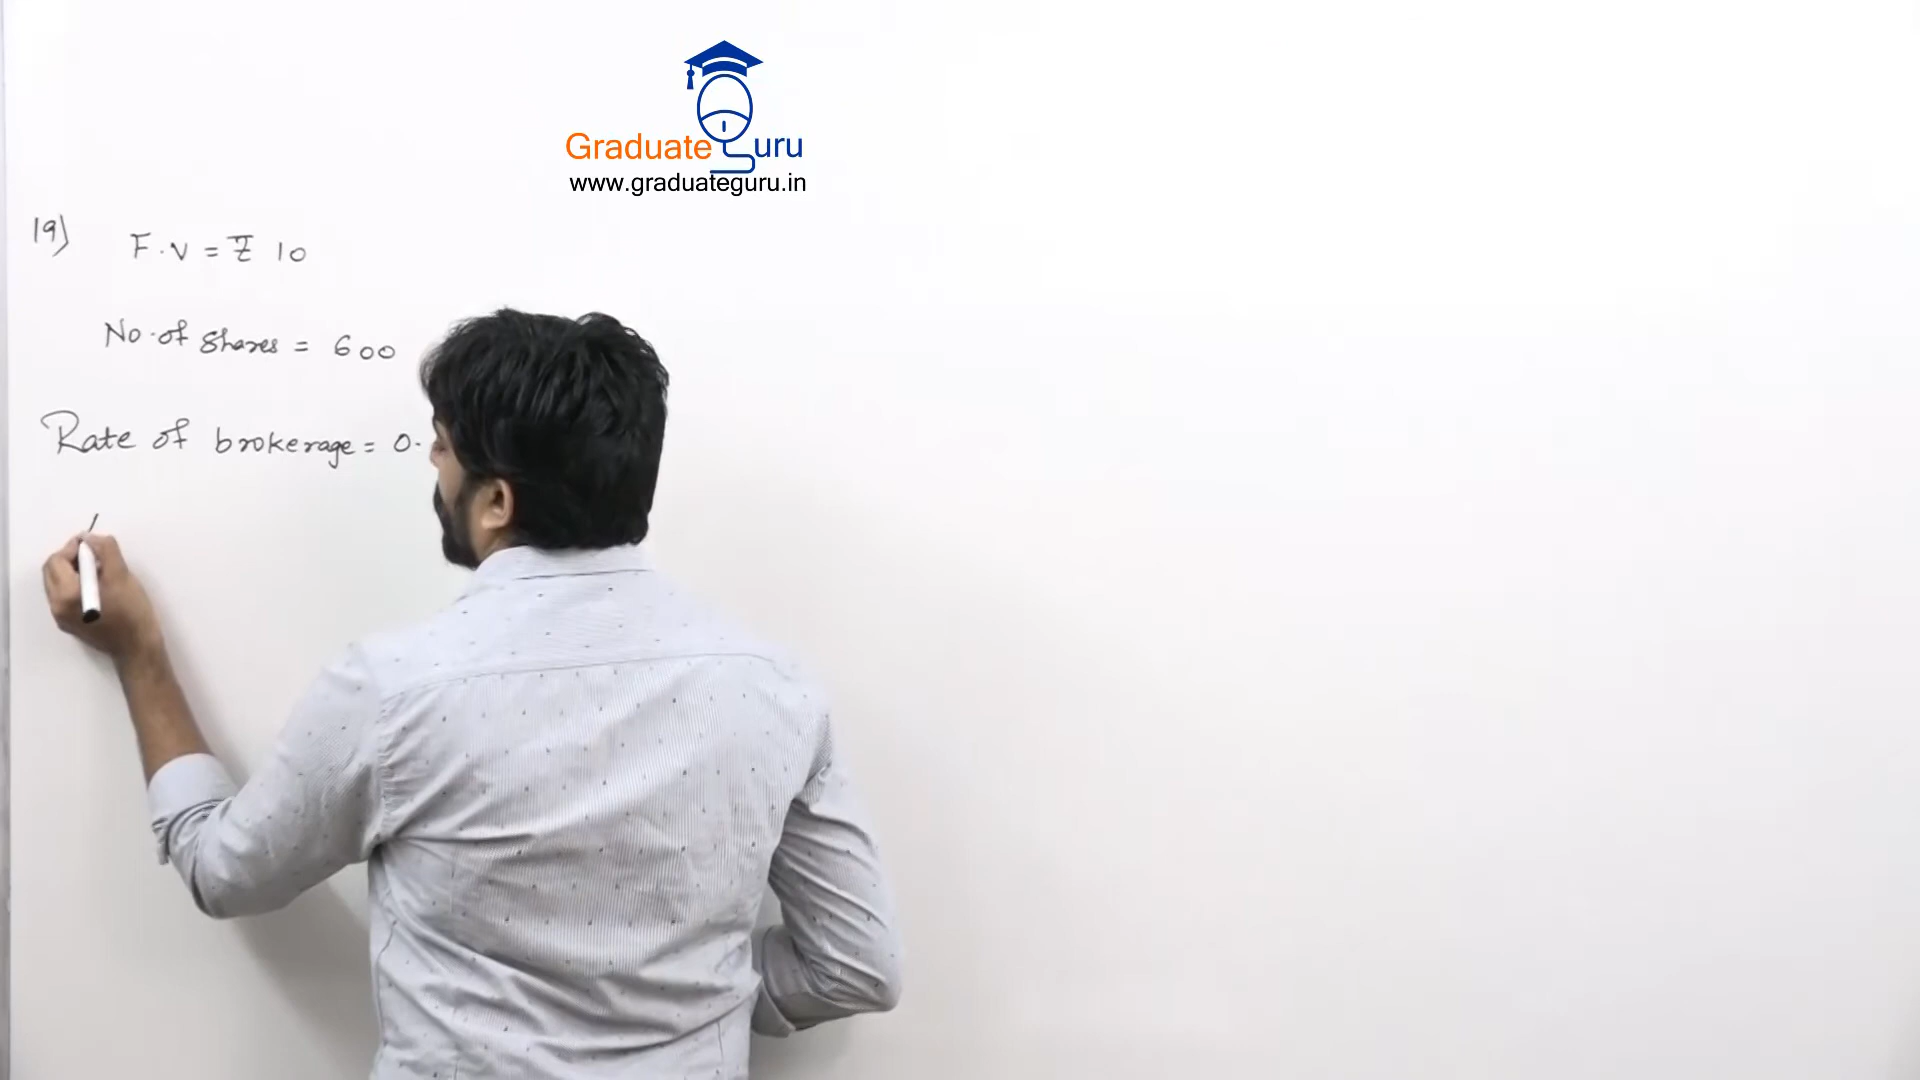 Graduate Guru
www.graduateguru.in
19) F.V = ₹ 10
No. of Shares = 600
Rate of brokerage = 0.